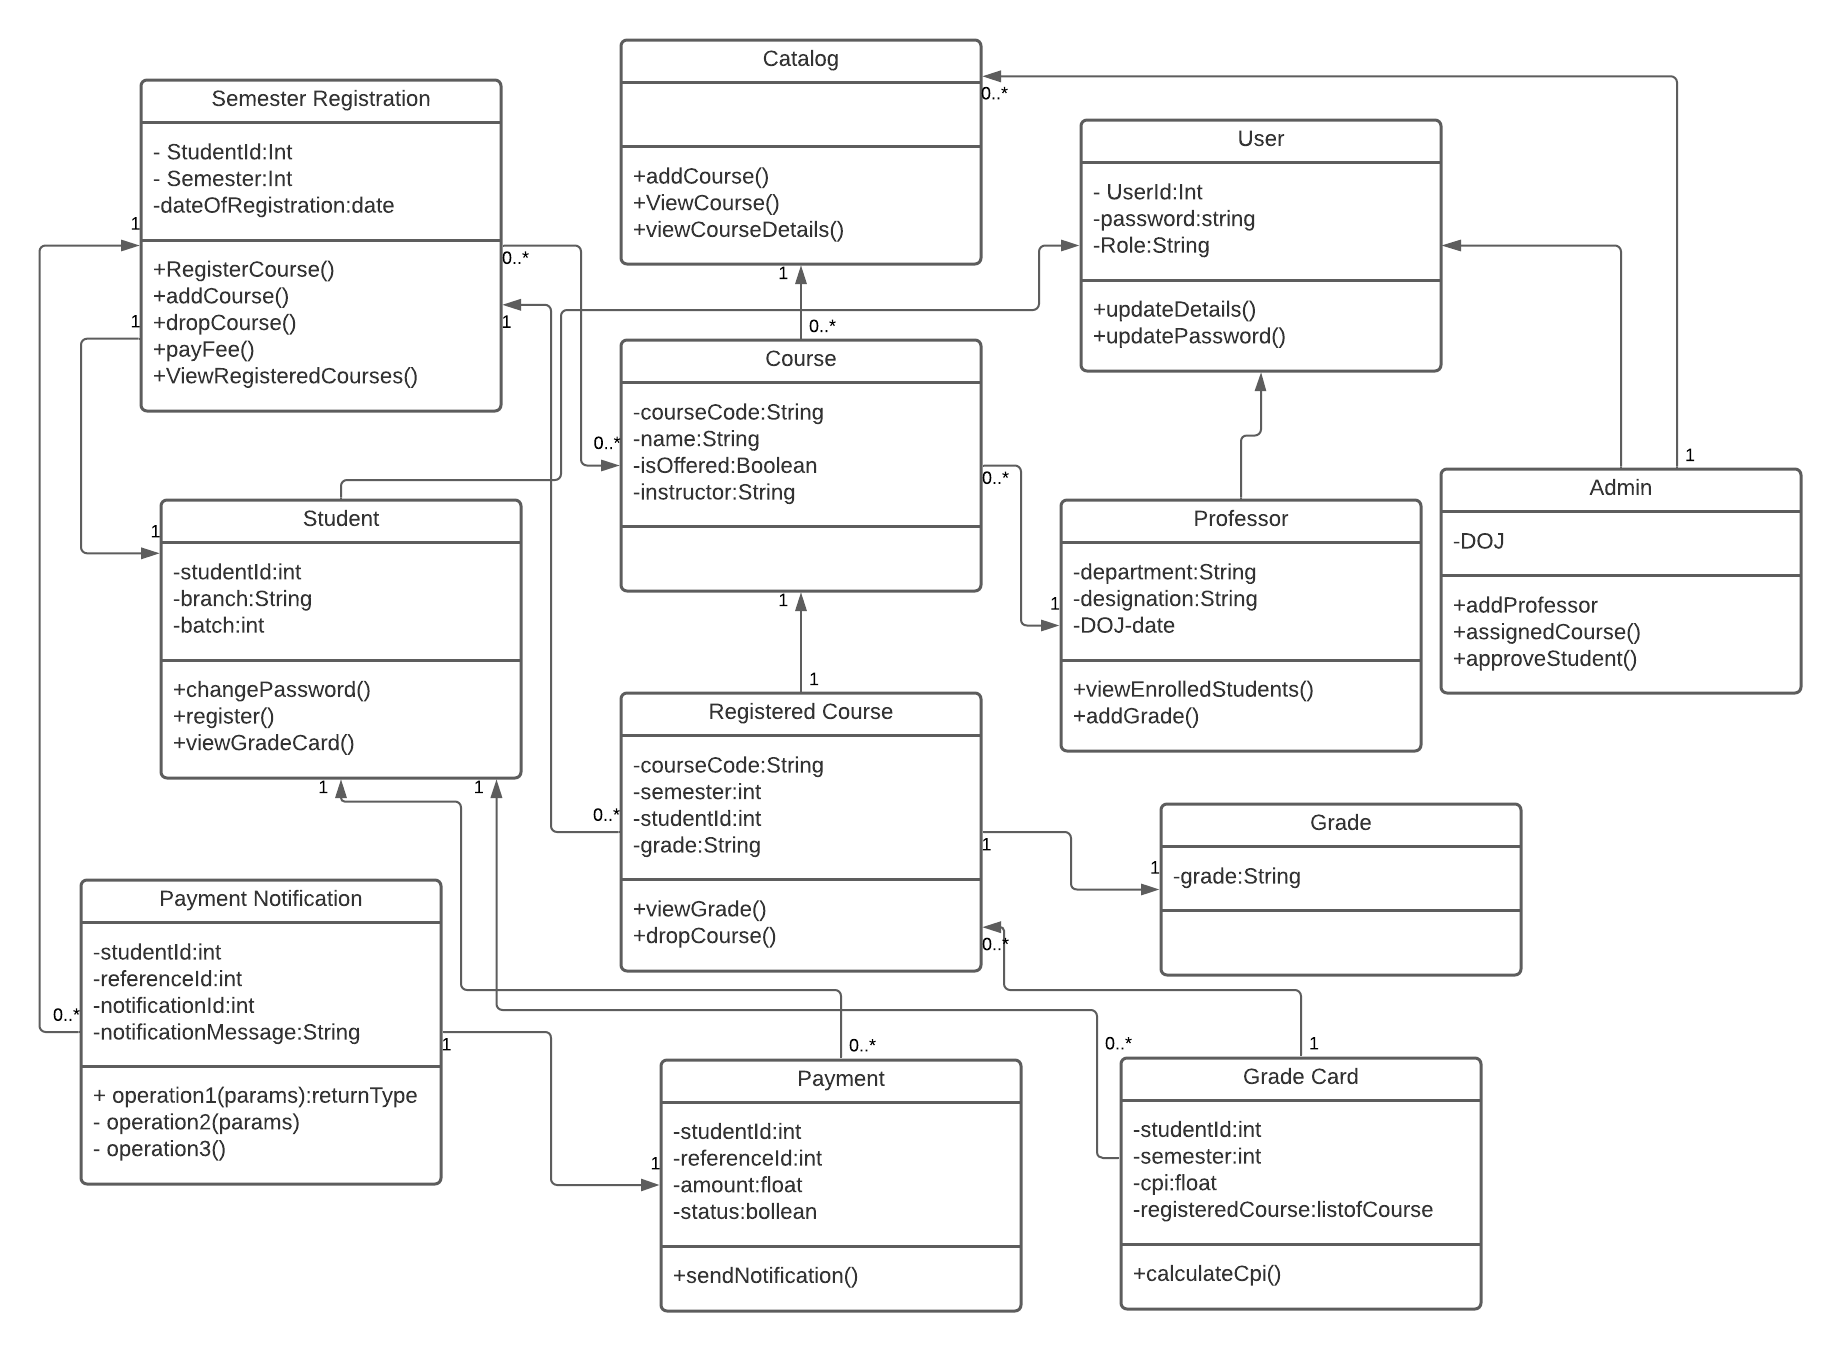 Catalog
+addCourse()
+ViewCourse()
+viewCourseDetails()
0..*
1
Semester Registration
- StudentId:Int
- Semester:Int
-dateOfRegistration:date
+RegisterCourse()
+addCourse()
+dropCourse()
+payFee()
+ViewRegisteredCourses()
1
1
0..*
1
User
- UserId:Int
-password:string
-Role:String
+updateDetails()
+updatePassword()
0..*
Course
-courseCode:String
-name:String
-isOffered:Boolean
-instructor:String
0..*
0..*
1
1
Student
-studentId:int
-branch:String
-batch:int
+changePassword()
+register()
+viewGradeCard()
1
1
1
Professor
-department:String
-designation:String
-DOJ-date
+viewEnrolledStudents()
+addGrade()
1
Admin
-DOJ
+addProfessor
+assignedCourse()
+approveStudent()
1
Registered Course
-courseCode:String
-semester:int
-studentId:int
-grade:String
+viewGrade()
+dropCourse()
0..*
1
0..*
Grade
-grade:String
1
Payment Notification
-studentId:int
-referenceId:int
-notificationId:int
-notificationMessage:String
+ operation1(params):returnType
- operation2(params)
- operation3()
0..*
1
0..*
Payment
-studentId:int
-referenceId:int
-amount:float
-status:bollean
+sendNotification()
1
0..*
1
Grade Card
-studentId:int
-semester:int
-cpi:float
-registeredCourse:listofCourse
+calculateCpi()